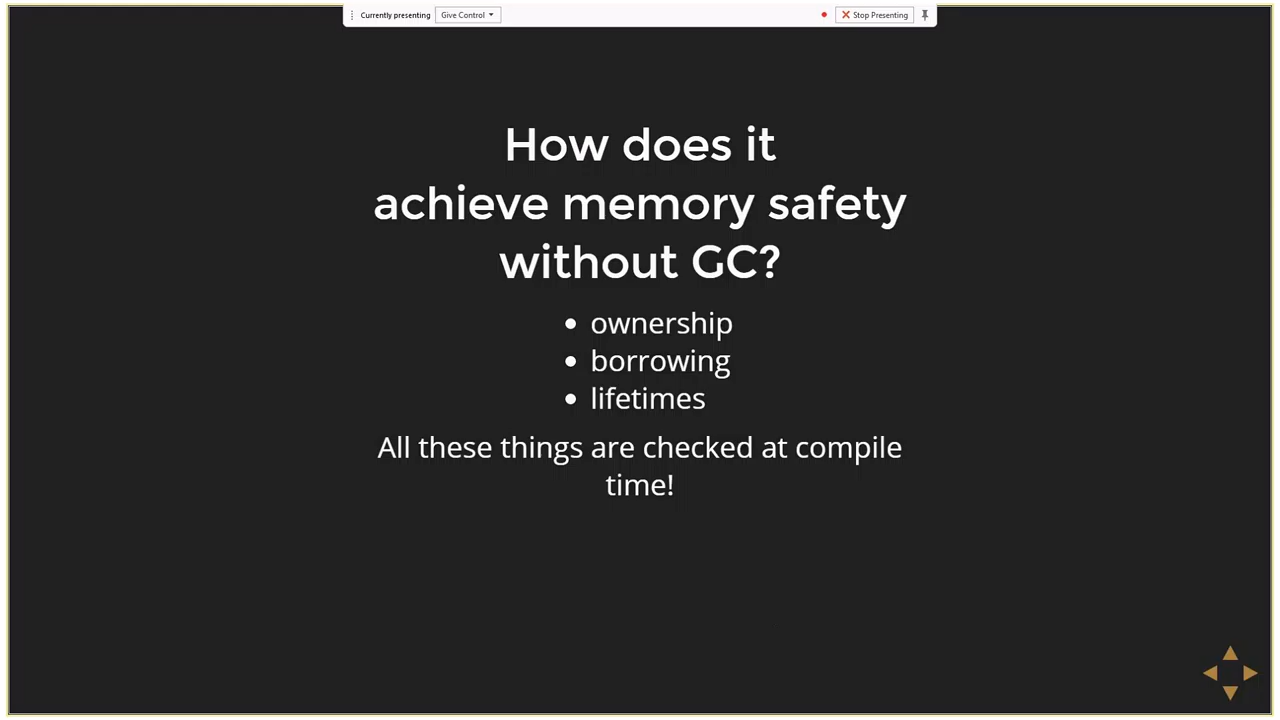 Currently presenting Give Control Stop Presenting
How does it
achieve memory safety
without GC?
• ownership
• borrowing
• lifetimes
All these things are checked at compile
time!